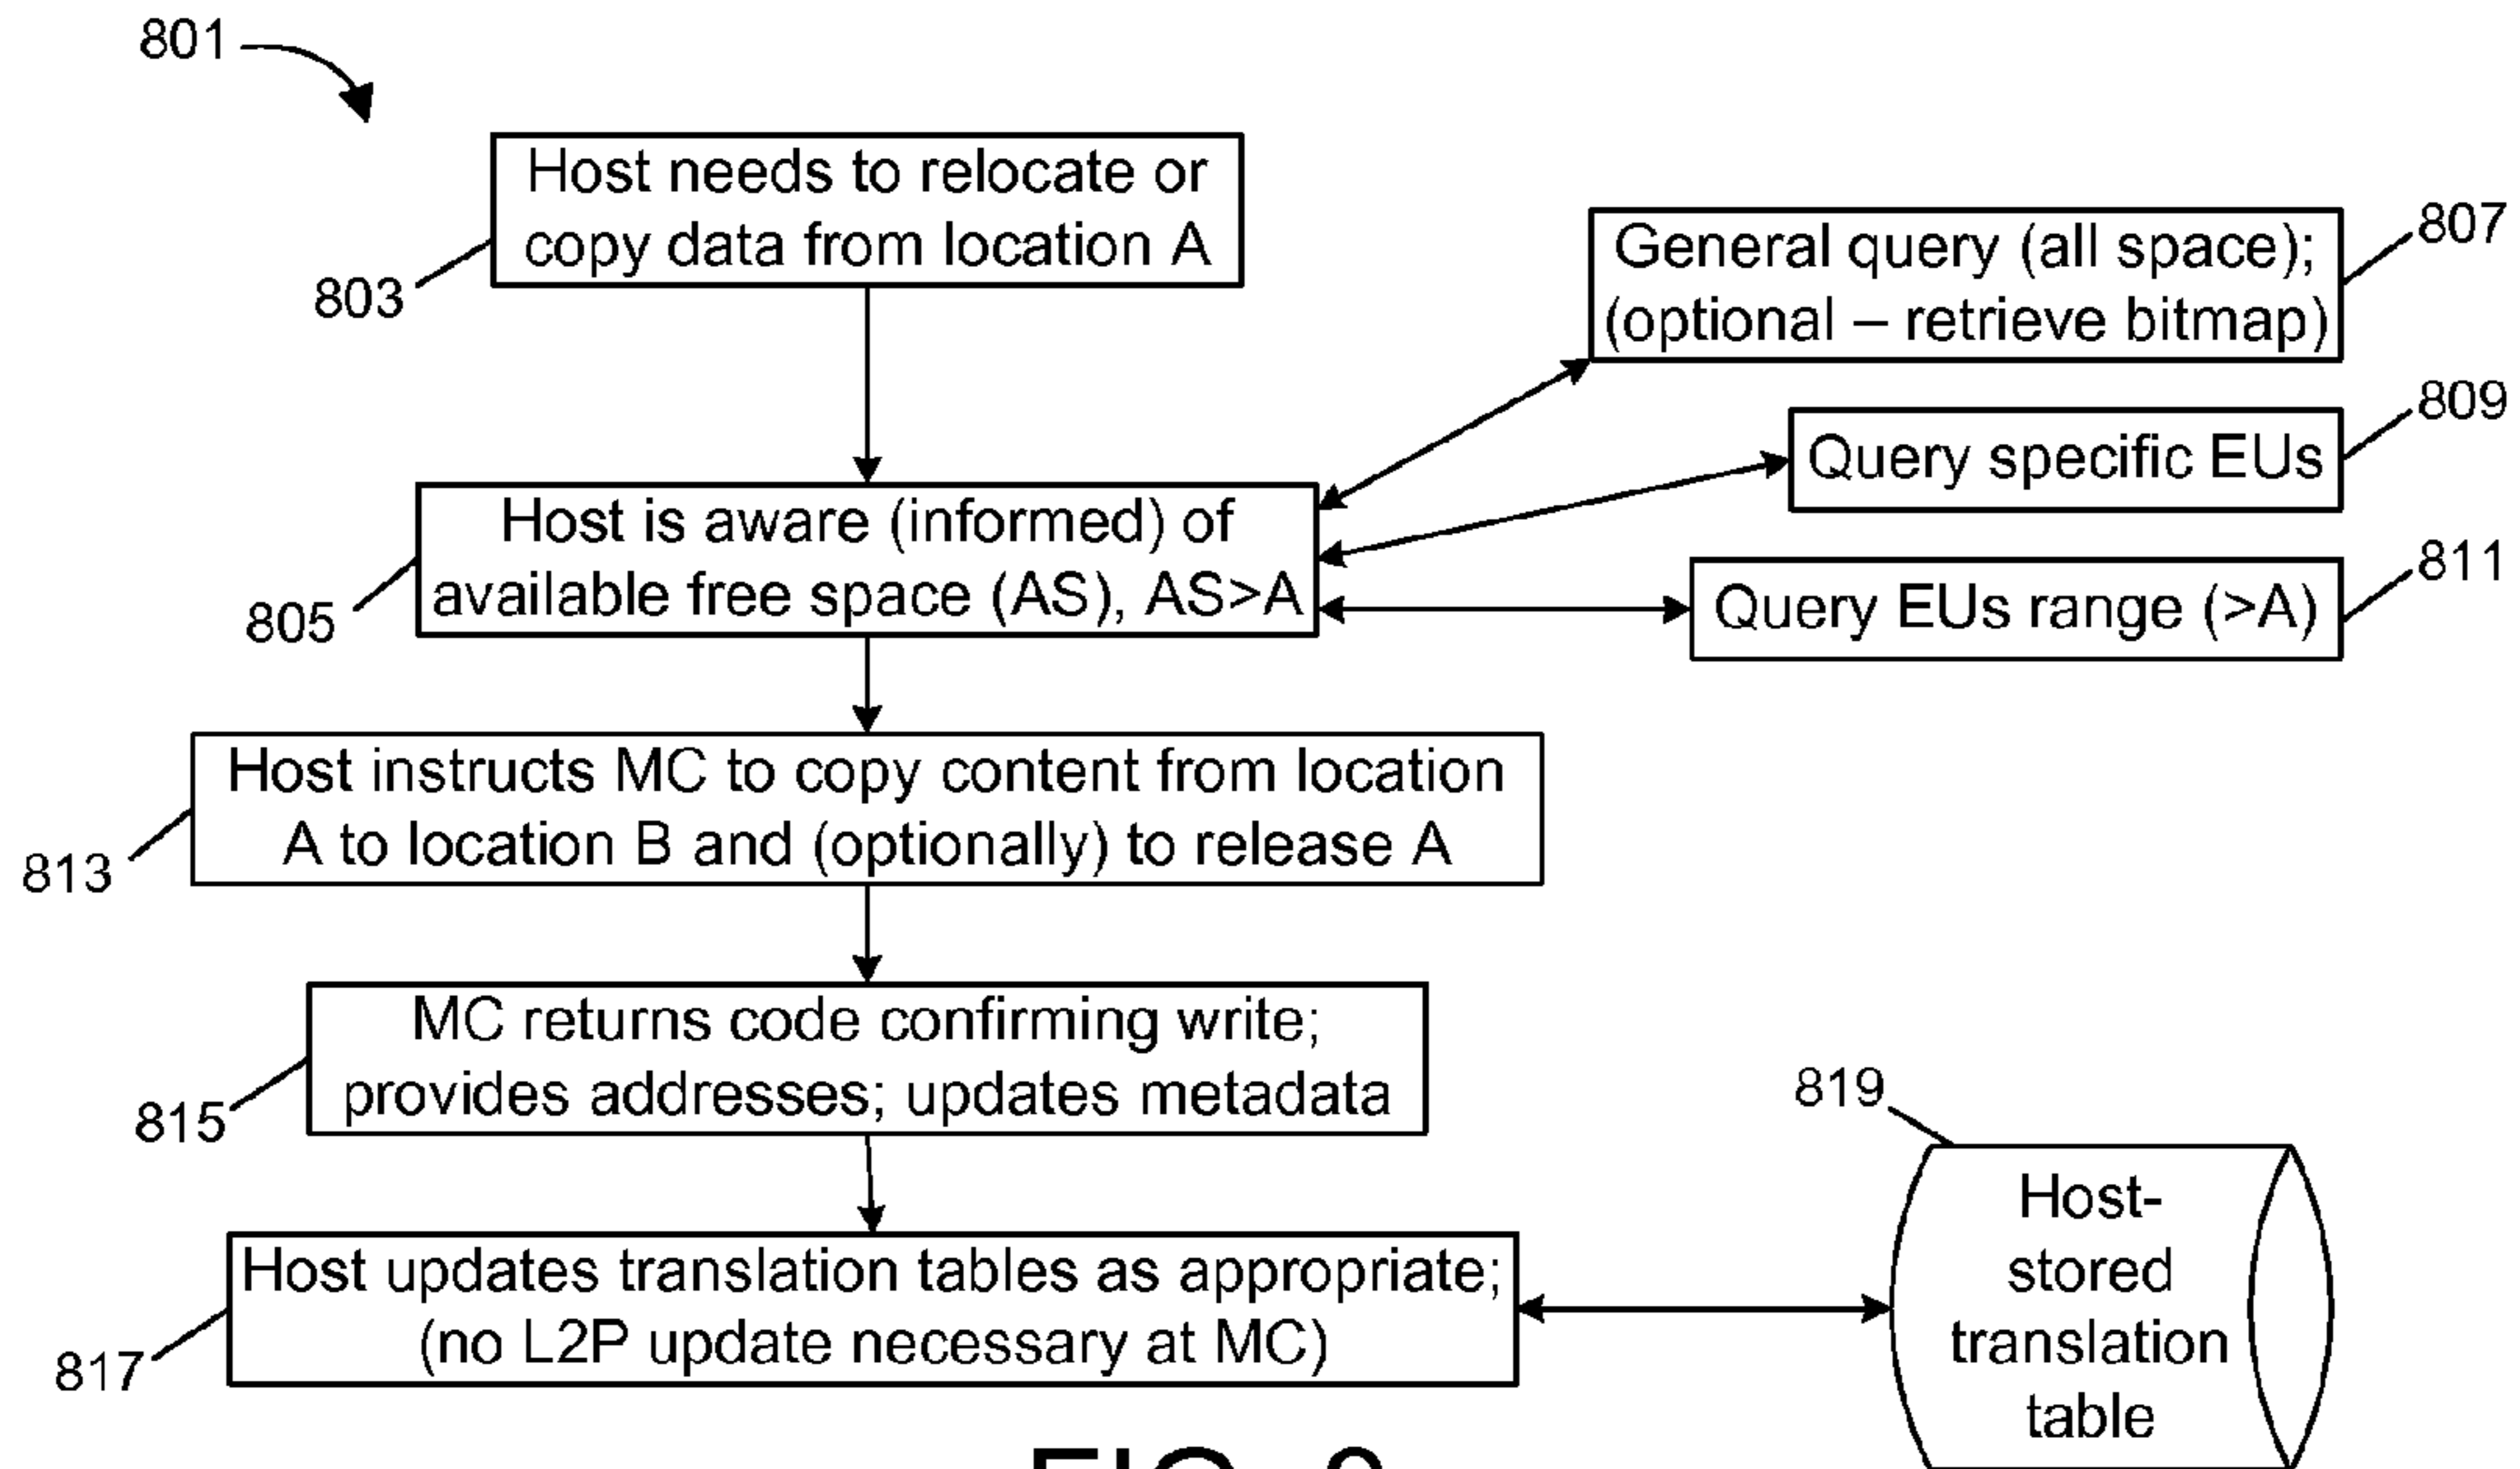 801
Host needs to relocate or
copy data from location A
803
General query (all space);
(optional – retrieve bitmap)
807
Query specific EUs
809
Host is aware (informed) of
available free space (AS), AS>A
805
Query EUs range (>A)
811
Host instructs MC to copy content from location
A to location B and (optionally) to release A
813
MC returns code confirming write;
provides addresses; updates metadata
815
819
Host-
stored
translation
table
Host updates translation tables as appropriate;
(no L2P update necessary at MC)
817